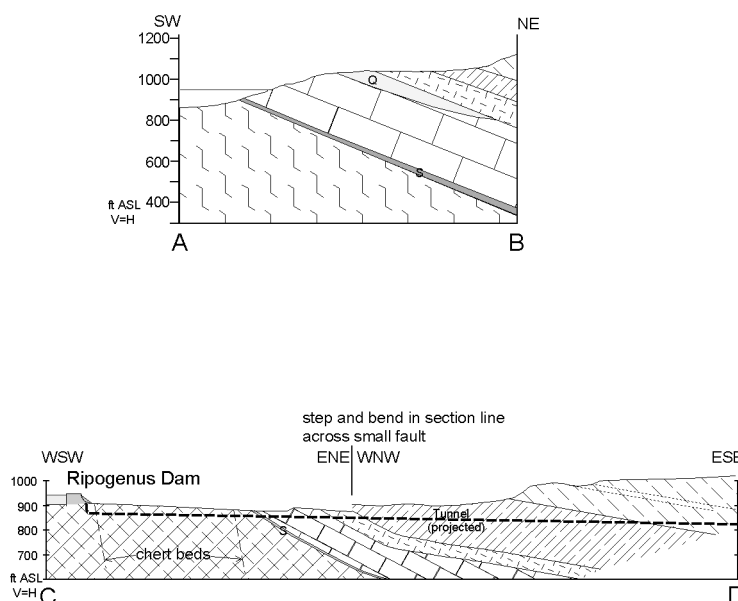 SW
NE
1200
1000
800
600
400
ft ASL
V=H
Q
S
A
B
step and bend in section line
across small fault
WSW
ENE
WNW
ESE
Ripogenus Dam
1000
900
800
700
ft ASL
V=H
Tunnel
(projected)
S
chert beds
C